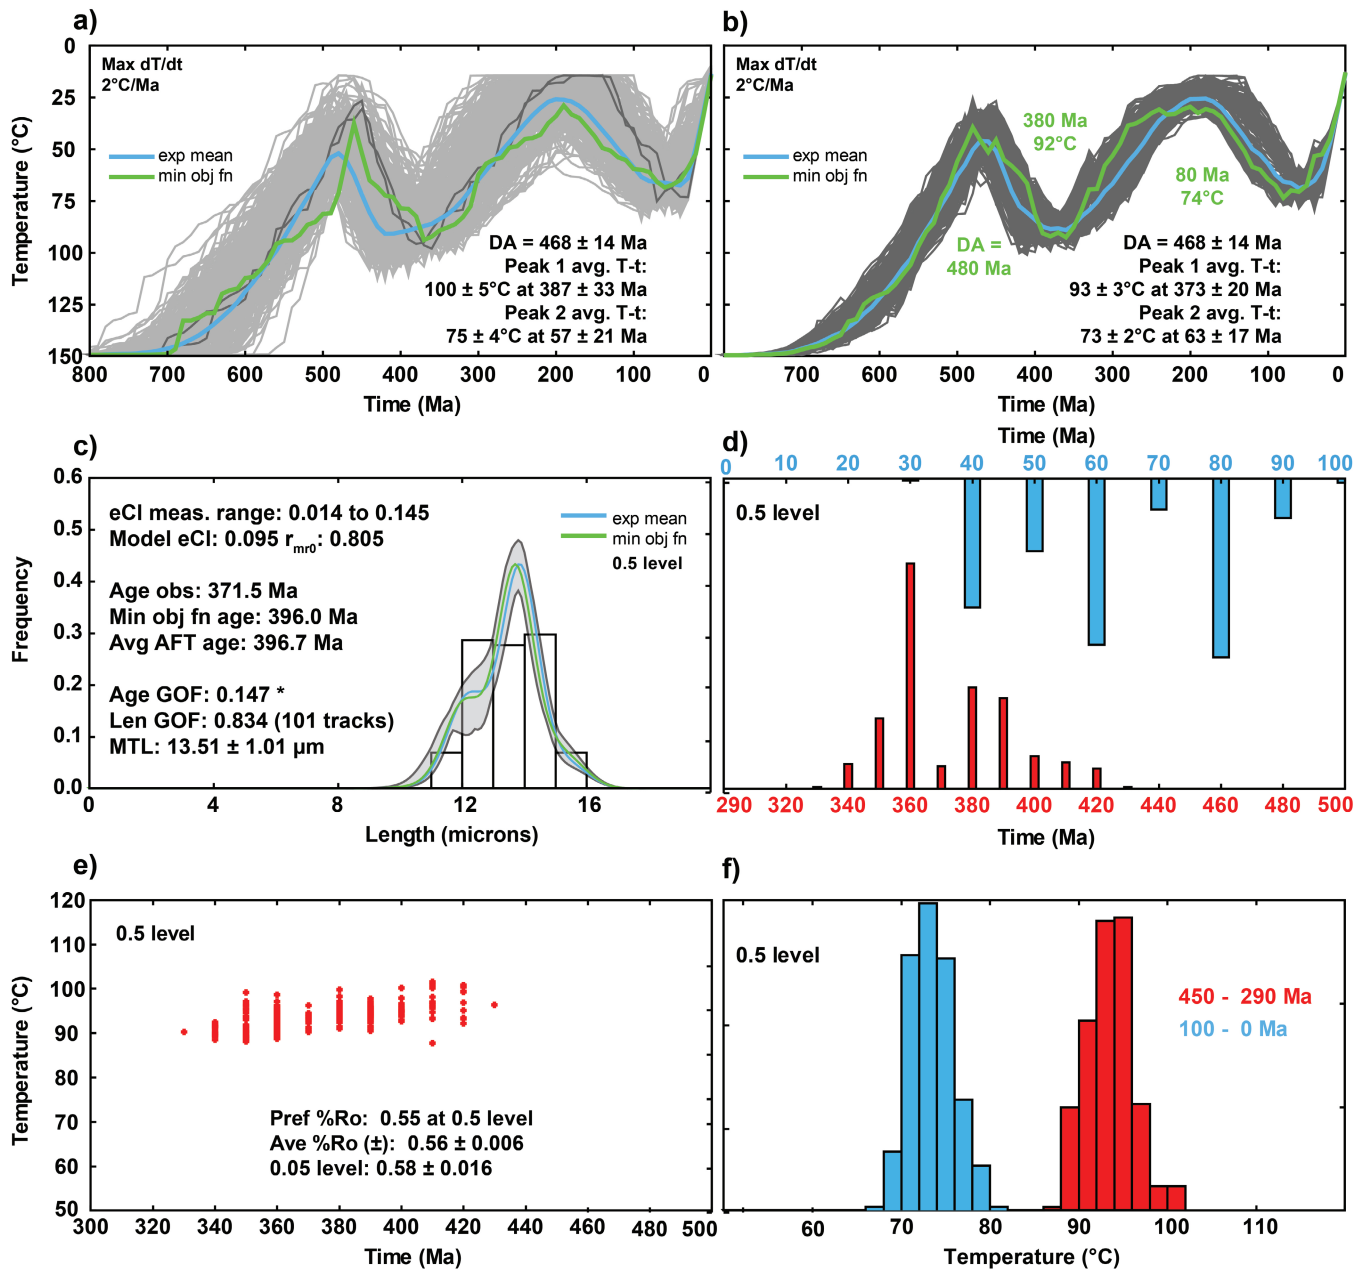 a)
Max dT/dt
2°C/Ma
exp mean
min obj fn
DA = 468 ± 14 Ma
Peak 1 avg. T-t:
100 ± 5°C at 387 ± 33 Ma
Peak 2 avg. T-t:
75 ± 4°C at 57 ± 21 Ma
0
25
50
75
100
125
150
Temperature (°C)
800 700 600 500 400 300 200 100 0
Time (Ma)
b)
Max dT/dt
2°C/Ma
exp mean
min obj fn
380 Ma
92°C
80 Ma
74°C
DA =
480 Ma
DA = 468 ± 14 Ma
Peak 1 avg. T-t:
93 ± 3°C at 373 ± 20 Ma
Peak 2 avg. T-t:
73 ± 2°C at 63 ± 17 Ma
700 600 500 400 300 200 100 0
Time (Ma)
c)
eCl meas. range: 0.014 to 0.145
Model eCl: 0.095 rmr0: 0.805
Age obs: 371.5 Ma
Min obj fn age: 396.0 Ma
Avg AFT age: 396.7 Ma
Age GOF: 0.147 *
Len GOF: 0.834 (101 tracks)
MTL: 13.51 ± 1.01 µm
exp mean
min obj fn
0.5 level
0.6
0.5
0.4
0.3
0.2
0.1
0.0
Frequency
0 4 8 12 16
Length (microns)
d)
Time (Ma)
0 10 20 30 40 50 60 70 80 90 100
0.5 level
290 320 340 360 380 400 420 440 460 480 500
Time (Ma)
e)
0.5 level
Pref %Ro: 0.55 at 0.5 level
Ave %Ro (±): 0.56 ± 0.006
0.05 level: 0.58 ± 0.016
120
110
100
90
80
70
60
50
Temperature (°C)
300 320 340 360 380 400 420 440 460 480 500
Time (Ma)
f)
0.5 level
450 - 290 Ma
100 - 0 Ma
60 70 80 90 100 110
Temperature (°C)